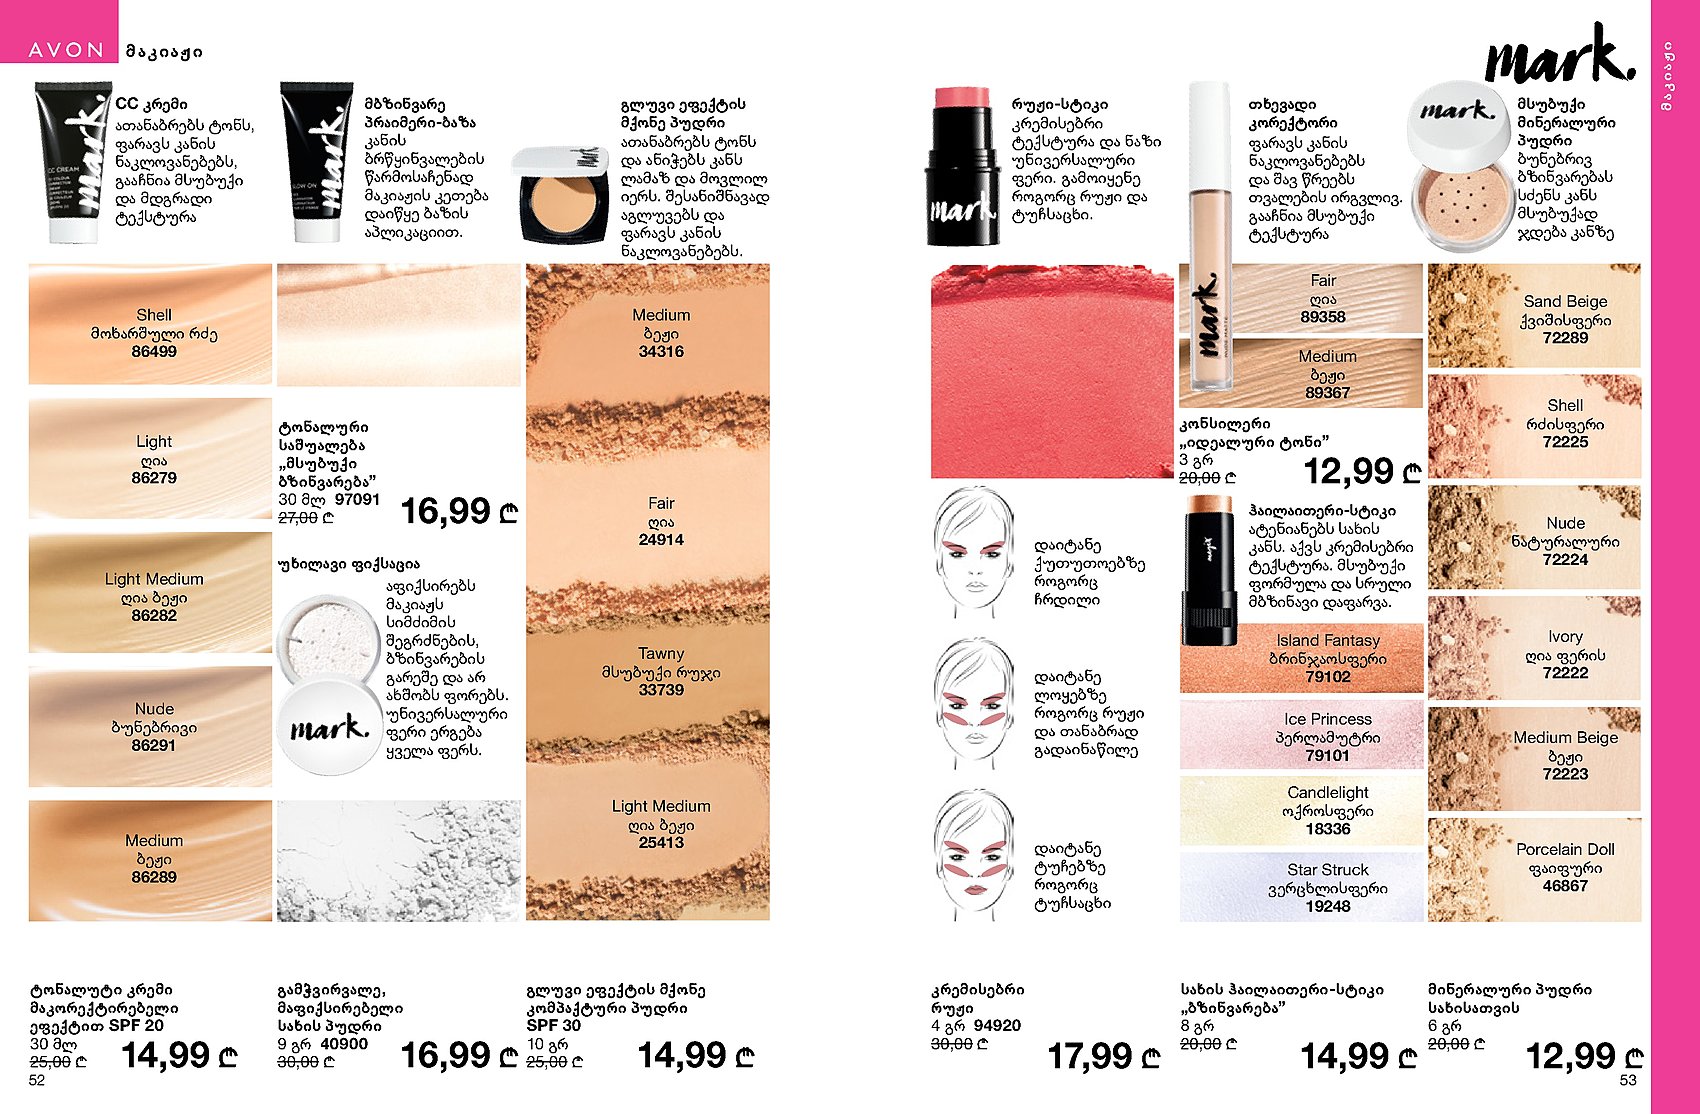 AVON მაკიაჟი
CC კრემი
ათანაბრებს ტონს,
ფარავს კანის
ნაკლოვანებებს,
გააჩნია მსუბუქი
და მდგრადი
ტექსტურა
მბზინვარე
პრაიმერი-ბაზა
კანის
ბრწყინვალების
წარმოსაჩენად
მაკიაჟის კეთება
დაიწყე ბაზის
აპლიკაციით.
გლუვი ეფექტის
მქონე პუდრი
ათანაბრებს ტონს
და ანიჭებს კანს
ლამაზ და მოვლილ
იერს. შესანიშნავად
აგლუვებს და
ფარავს კანის
ნაკლოვანებებს.
mark.
CC CREAM
mark.
GLOW ON
mark.
Shell
მოხარშული რძე
86499
Light
ღია
86279
Light Medium
ღია ბეჟი
86282
Nude
ბუნებრივი
86291
Medium
ბეჟი
86289
ტონალური
საშუალება
„მსუბუქი
ბზინვარება”
30 მლ 97091
27,00 ₾
16,99 ₾
უხილავი ფიქსაცია
აფიქსირებს
მაკიაჟს
სიმძიმის
შეგრძნების,
ბზინვარების
გარეშე და არ
ახშობს ფორებს.
უნივერსალური
ფერი ერგება
ყველა ფერს.
mark.
Medium
ბეჟი
34316
Fair
ღია
24914
Tawny
მსუბუქი რუჯი
33739
Light Medium
ღია ბეჟი
25413
ტონალუტი კრემი
მაკორექტირებელი
ეფექტით SPF 20
30 მლ
25,00 ₾
14,99 ₾
52
გამჭვირვალე,
მაფიქსირებელი
სახის პუდრი
9 გრ 40900
30,00 ₾
16,99 ₾
გლუვი ეფექტის მქონე
კომპაქტური პუდრი
SPF 30
10 გრ
25,00 ₾
14,99 ₾
mark.
მაკიაჟი
რუჟი-სტიკი
კრემისებრი
ტექსტურა და ნაზი
უნივერსალური
ფერი. გამოიყენე
როგორც რუჟი და
ტუჩსაცხი.
mark.
თხევადი
კორექტორი
ფარავს კანის
ნაკლოვანებებს
და შავ წრეებს
თვალების ირგვლივ.
გააჩნია მსუბუქი
ტექსტურა
mark.
mark.
მსუბუქი
მინერალური
პუდრი
ბუნებრივ
ბზინვარებას
სძენს კანს
მსუბუქად
ჯდება კანზე
Fair
ღია
89358
Medium
ბეჟი
89367
კონსილერი
„იდეალური ტონი”
3 გრ
20,00 ₾
12,99 ₾
ჰაილაითერი-სტიკი
ატენიანებს სახის
კანს. აქვს კრემისებრი
ტექსტურა. მსუბუქი
ფორმულა და სრული
მბზინავი დაფარვა.
mark.
Island Fantasy
ბრინჯაოსფერი
79102
Ice Princess
პერლამუტრი
79101
Candlelight
ოქროსფერი
18336
Star Struck
ვერცხლისფერი
19248
დაიტანე
ქუთუთოებზე
როგორც
ჩრდილი
დაიტანე
ლოყებზე
როგორც რუჟი
და თანაბრად
გადაინაწილე
დაიტანე
ტუჩებზე
როგორც
ტუჩსაცხი
Sand Beige
ქვიშისფერი
72289
Shell
რძისფერი
72225
Nude
ნატურალური
72224
Ivory
ღია ფერის
72222
Medium Beige
ბეჟი
72223
Porcelain Doll
ფაიფური
46867
კრემისებრი
რუჟი
4 გრ 94920
30,00 ₾
17,99 ₾
სახის ჰაილაითერი-სტიკი
„ბზინვარება”
8 გრ
20,00 ₾
14,99 ₾
მინერალური პუდრი
სახისათვის
6 გრ
20,00 ₾
12,99 ₾
53